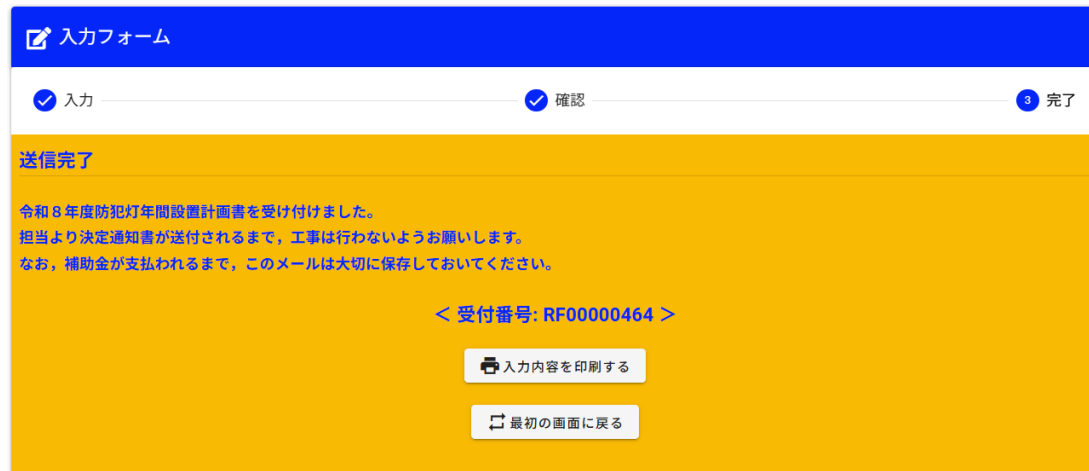 入力フォーム
入力
確認
3 完了
送信完了
令和８年度防犯灯年間設置計画書を受け付けました。
担当より決定通知書が送付されるまで，工事は行わないようお願いします。
なお，補助金が支払われるまで，このメールは大切に保存しておいてください。
＜ 受付番号: RF00000464 ＞
入力内容を印刷する
最初の画面に戻る